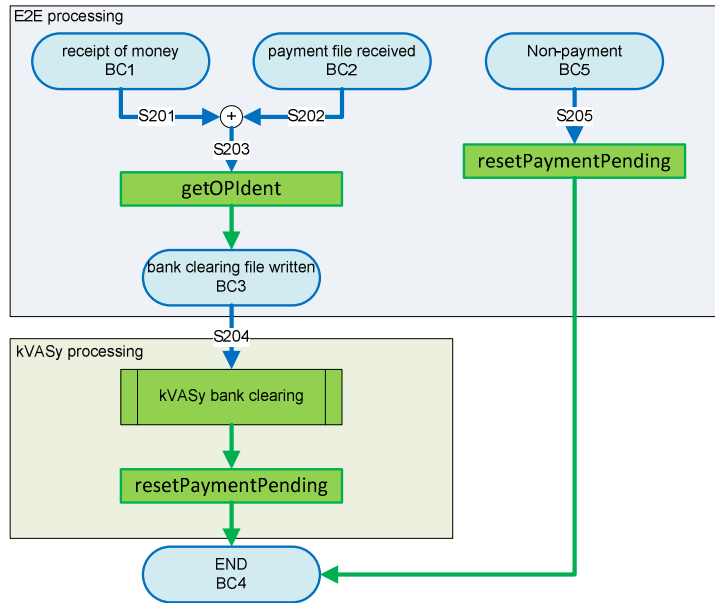 E2E processing
receipt of money
BC1
payment file received
BC2
Non-payment
BC5
S201
+
S202
S205
S203
resetPaymentPending
getOPIdent
bank clearing file written
BC3
S204
kVASy processing
kVASy bank clearing
resetPaymentPending
END
BC4